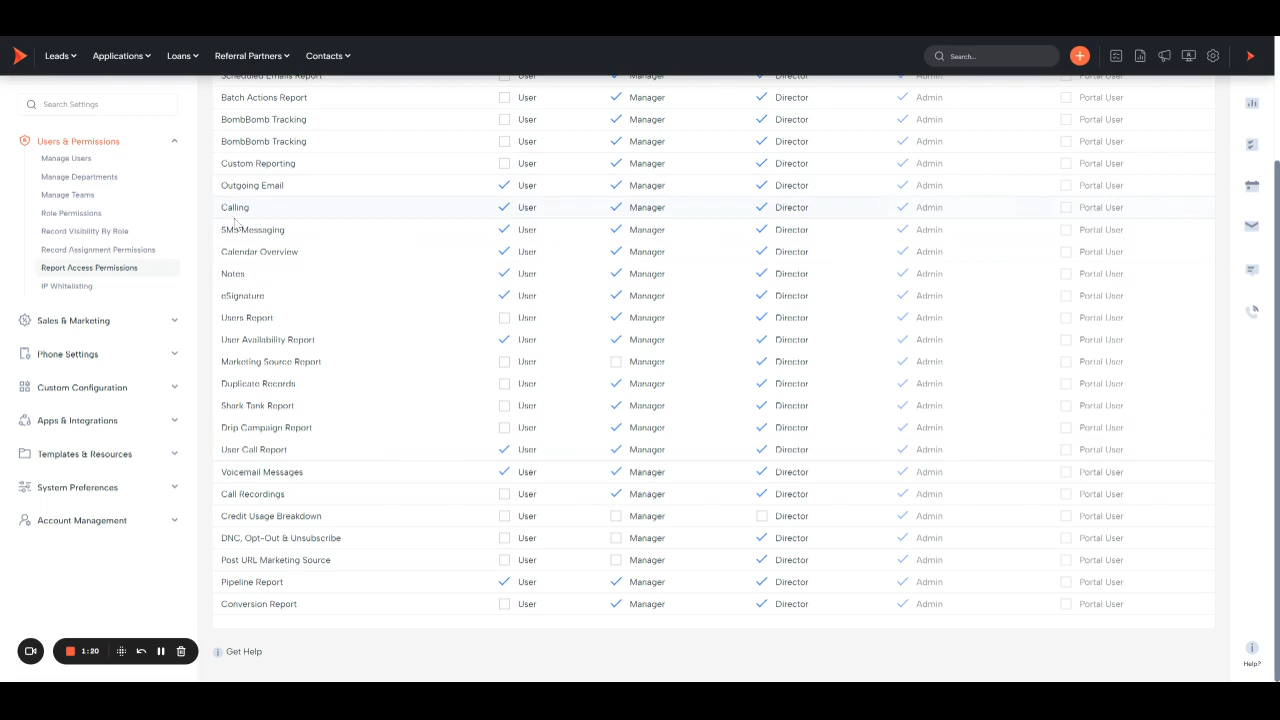 Leads Applications Loans Referral Partners Contacts Search...
Search Settings
Users & Permissions
Manage Users
Manage Departments
Manage Teams
Role Permissions
Record Visibility By Role
Record Assignment Permissions
Report Access Permissions
IP Whitelisting
Sales & Marketing
Phone Settings
Custom Configuration
Apps & Integrations
Templates & Resources
System Preferences
Account Management
1:20
Scheduled Emails Report User Manager Director Admin Portal User
Batch Actions Report User Manager Director Admin Portal User
BombBomb Tracking User Manager Director Admin Portal User
BombBomb Tracking User Manager Director Admin Portal User
Custom Reporting User Manager Director Admin Portal User
Outgoing Email User Manager Director Admin Portal User
Calling User Manager Director Admin Portal User
SMS Messaging User Manager Director Admin Portal User
Calendar Overview User Manager Director Admin Portal User
Notes User Manager Director Admin Portal User
eSignature User Manager Director Admin Portal User
Users Report User Manager Director Admin Portal User
User Availability Report User Manager Director Admin Portal User
Marketing Source Report User Manager Director Admin Portal User
Duplicate Records User Manager Director Admin Portal User
Shark Tank Report User Manager Director Admin Portal User
Drip Campaign Report User Manager Director Admin Portal User
User Call Report User Manager Director Admin Portal User
Voicemail Messages User Manager Director Admin Portal User
Call Recordings User Manager Director Admin Portal User
Credit Usage Breakdown User Manager Director Admin Portal User
DNC, Opt-Out & Unsubscribe User Manager Director Admin Portal User
Post URL Marketing Source User Manager Director Admin Portal User
Pipeline Report User Manager Director Admin Portal User
Conversion Report User Manager Director Admin Portal User
Get Help
Help?